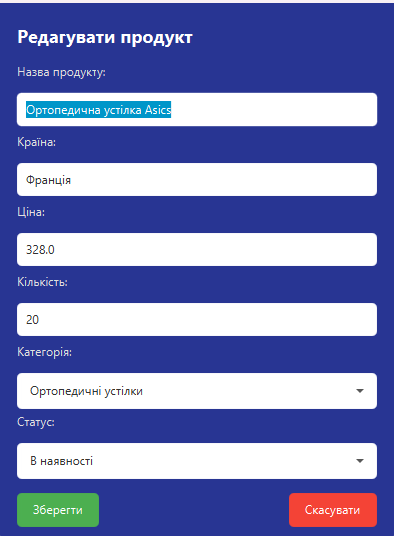 Редагувати продукт
Назва продукту:
Ортопедична устілка Asics
Країна:
Франція
Ціна:
328.0
Кількість:
20
Категорія:
Ортопедичні устілки
Статус:
В наявності
Зберегти Скасувати